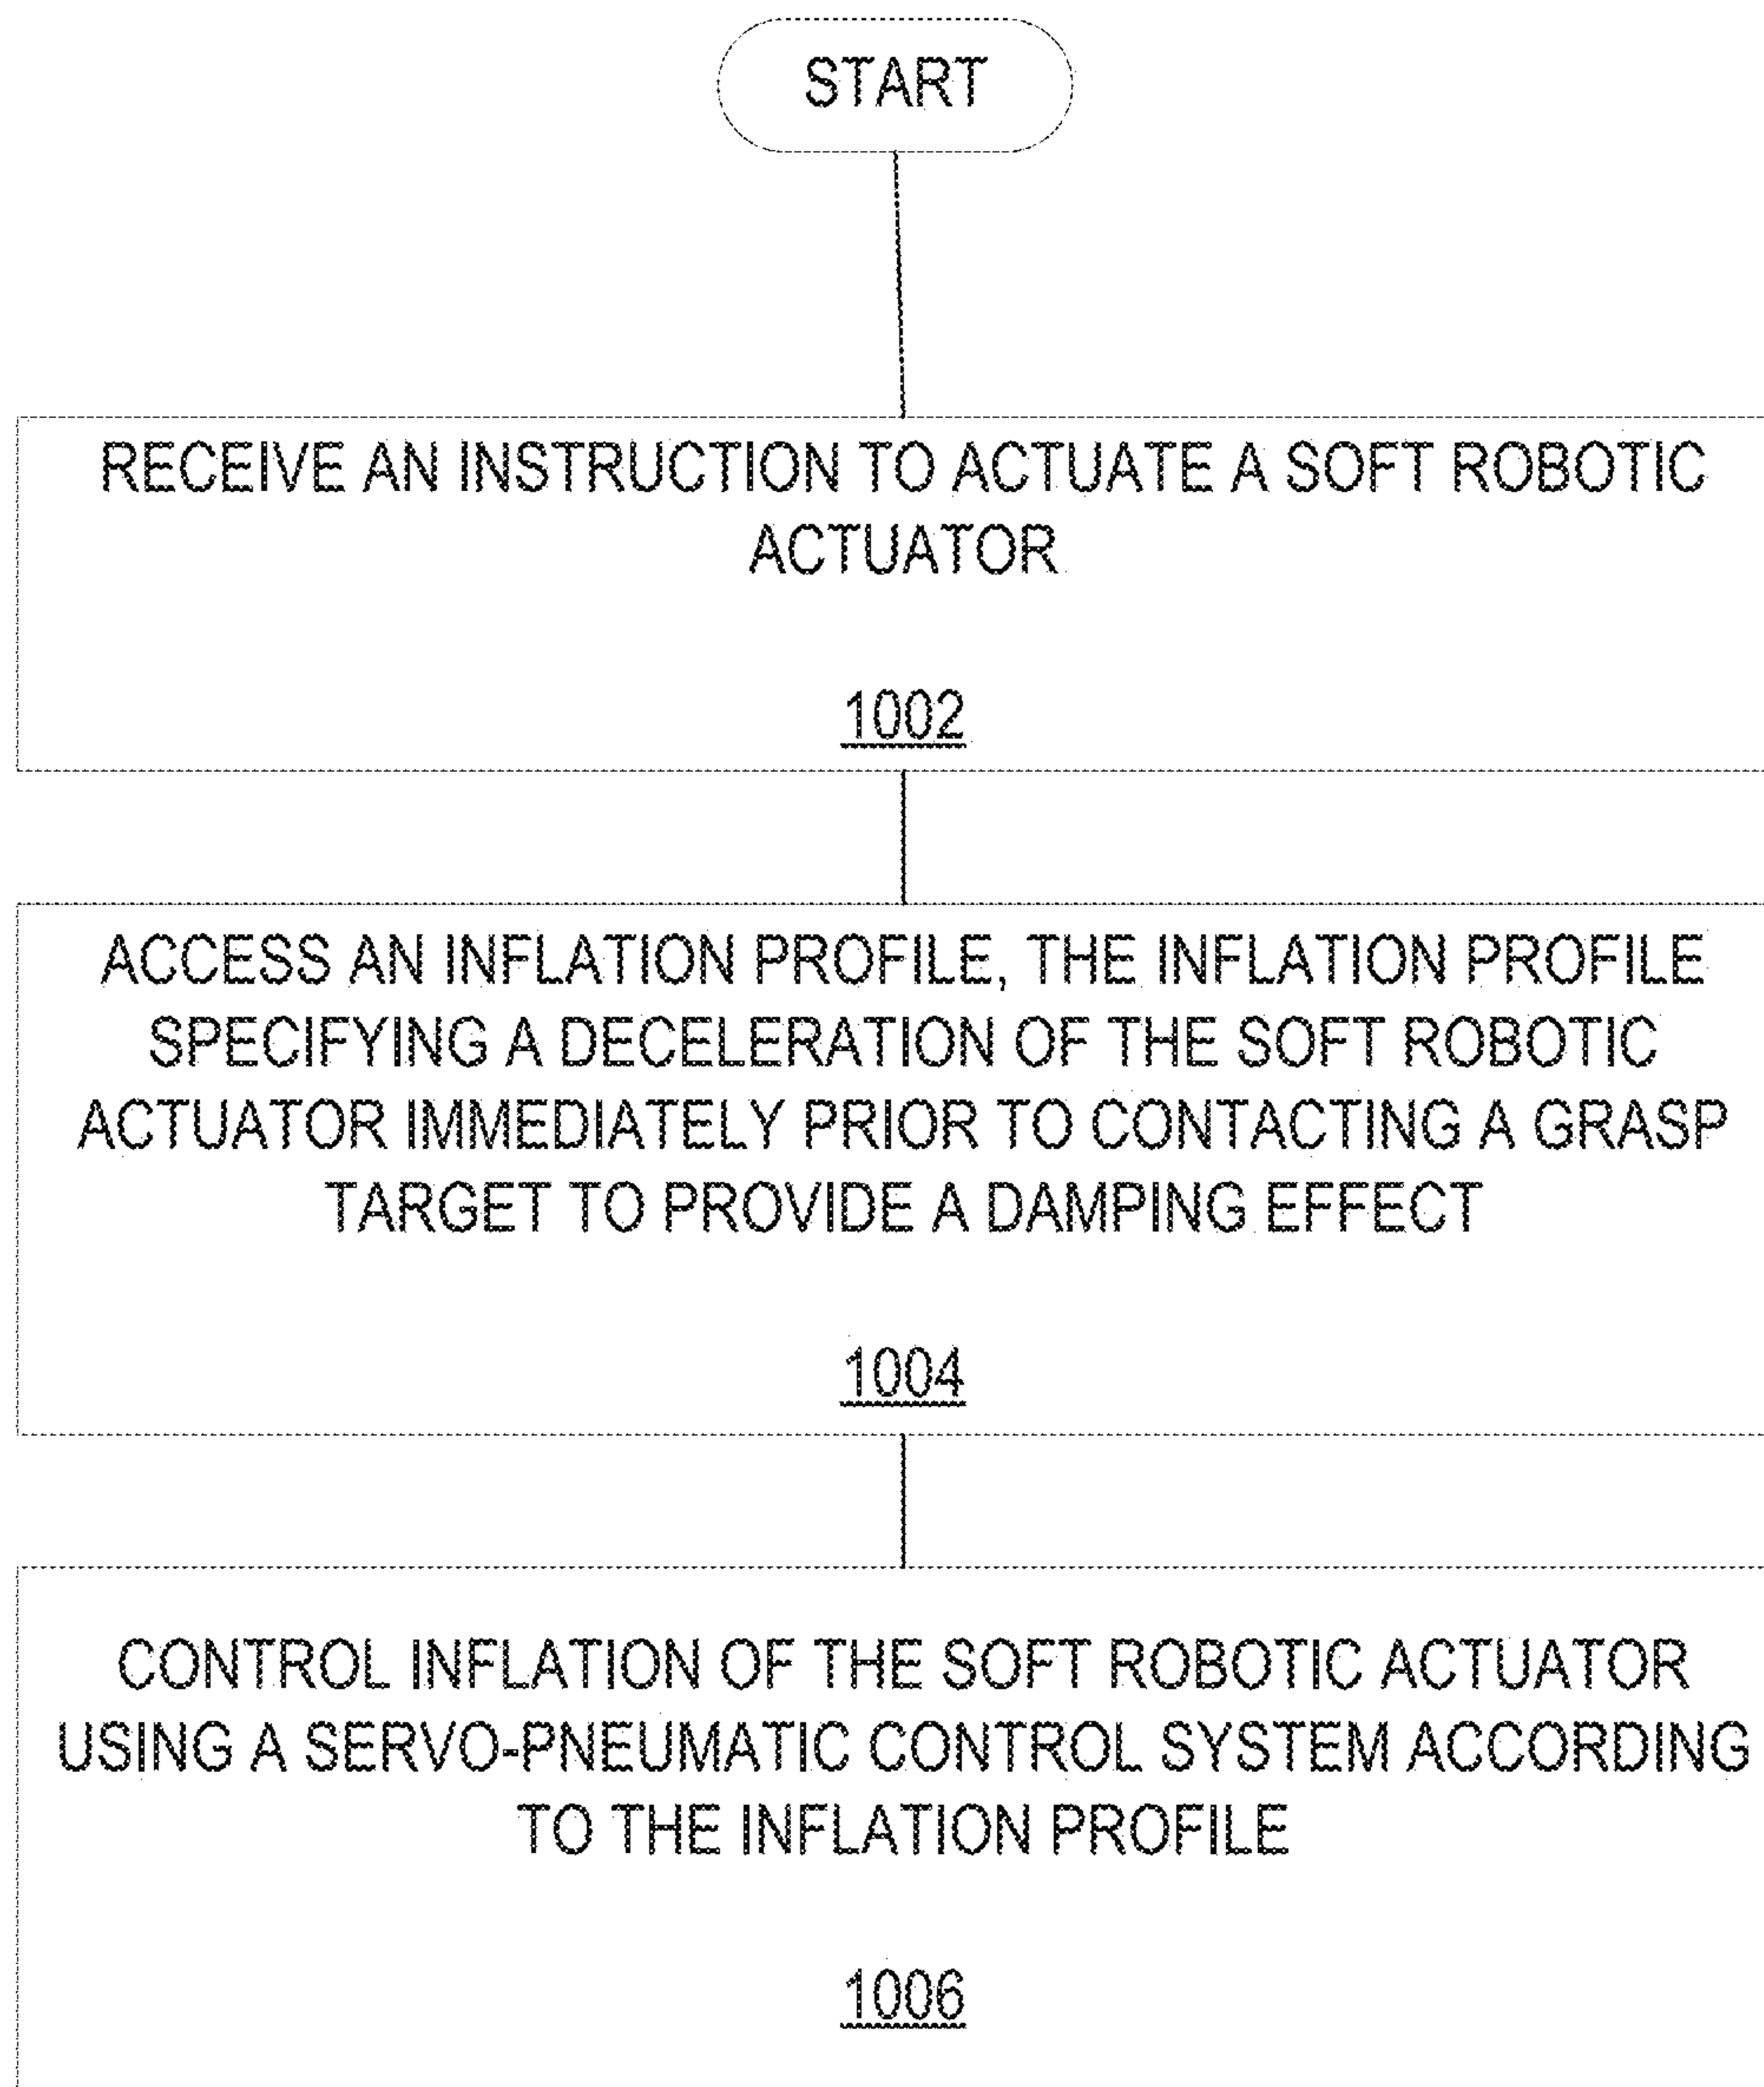 START
RECEIVE AN INSTRUCTION TO ACTUATE A SOFT ROBOTIC
ACTUATOR
1002
ACCESS AN INFLATION PROFILE, THE INFLATION PROFILE
SPECIFYING A DECELERATION OF THE SOFT ROBOTIC
ACTUATOR IMMEDIATELY PRIOR TO CONTACTING A GRASP
TARGET TO PROVIDE A DAMPING EFFECT
1004
CONTROL INFLATION OF THE SOFT ROBOTIC ACTUATOR
USING A SERVO-PNEUMATIC CONTROL SYSTEM ACCORDING
TO THE INFLATION PROFILE
1006